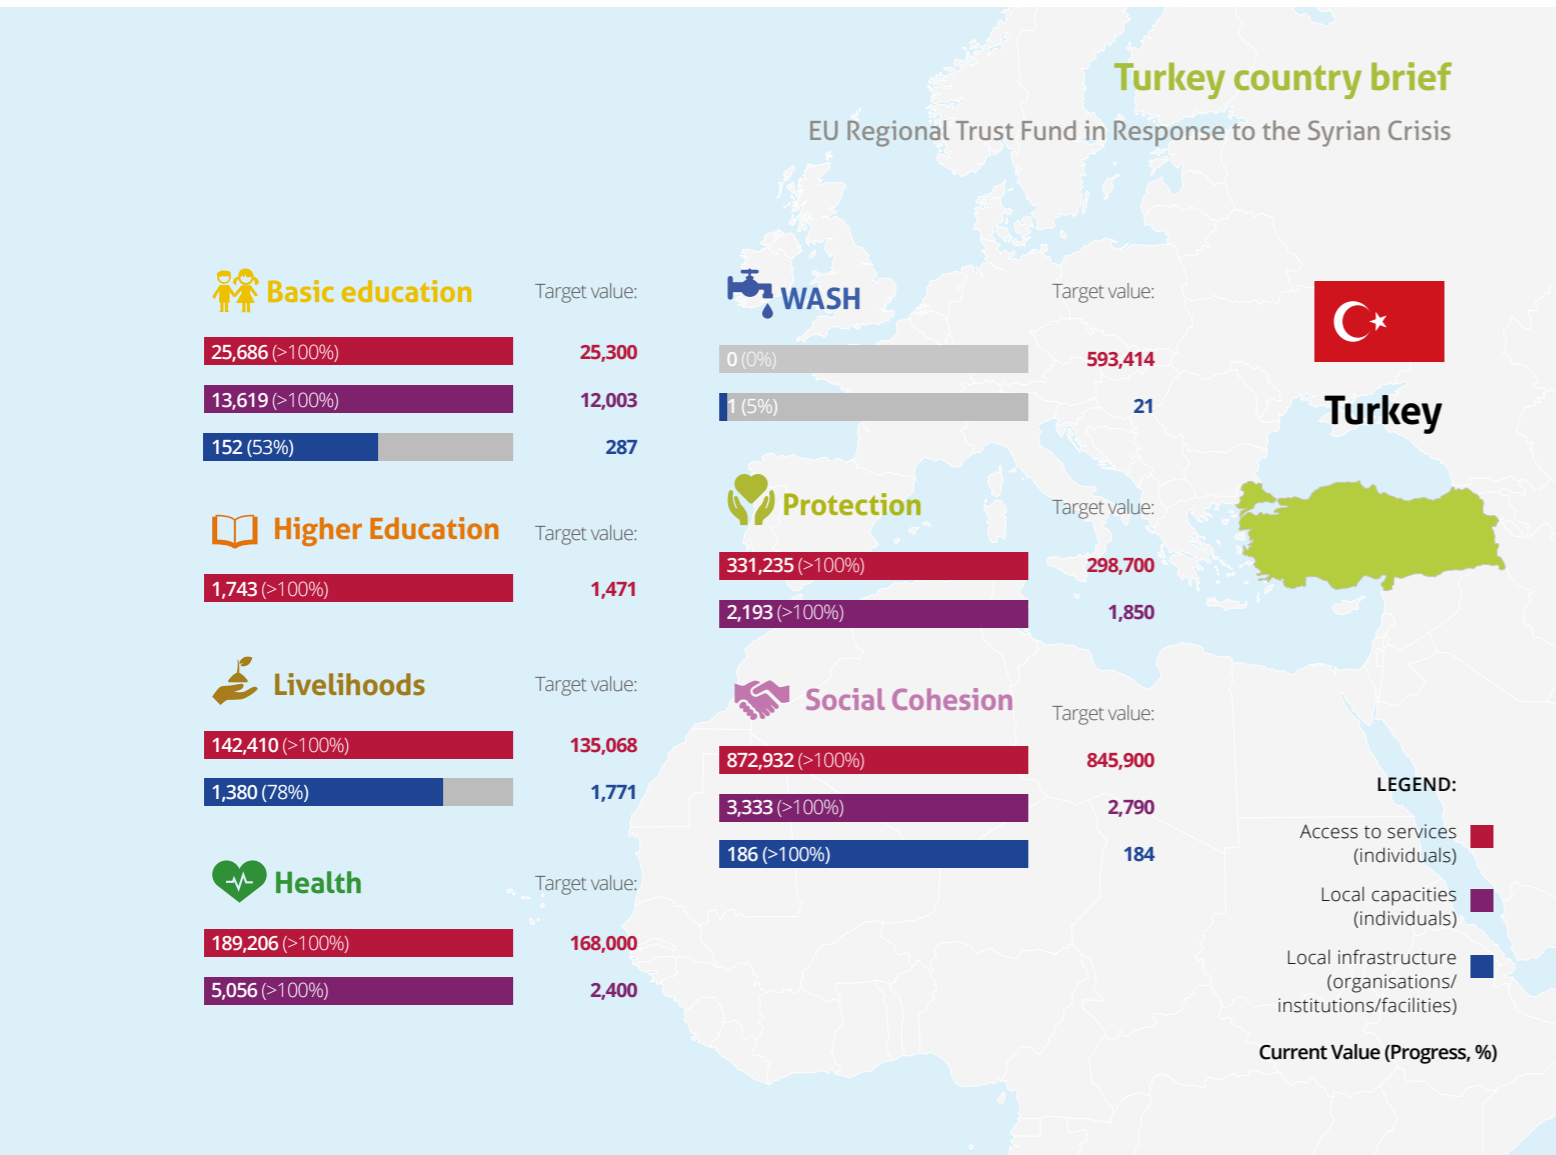 Turkey country brief
EU Regional Trust Fund in Response to the Syrian Crisis
Basic education
Target value:
25,686 (>100%)
25,300
13,619 (>100%)
12,003
152 (53%)
287
Higher Education
Target value:
1,743 (>100%)
1,471
Livelihoods
Target value:
142,410 (>100%)
135,068
1,380 (78%)
1,771
Health
Target value:
189,206 (>100%)
168,000
5,056 (>100%)
2,400
WASH
Target value:
0 (0%)
593,414
1 (5%)
21
Protection
Target value:
331,235 (>100%)
298,700
2,193 (>100%)
1,850
Social Cohesion
Target value:
872,932 (>100%)
845,900
3,333 (>100%)
2,790
186 (>100%)
184
Turkey
LEGEND:
Access to services
(individuals)
Local capacities
(individuals)
Local infrastructure
(organisations/
institutions/facilities)
Current Value (Progress, %)